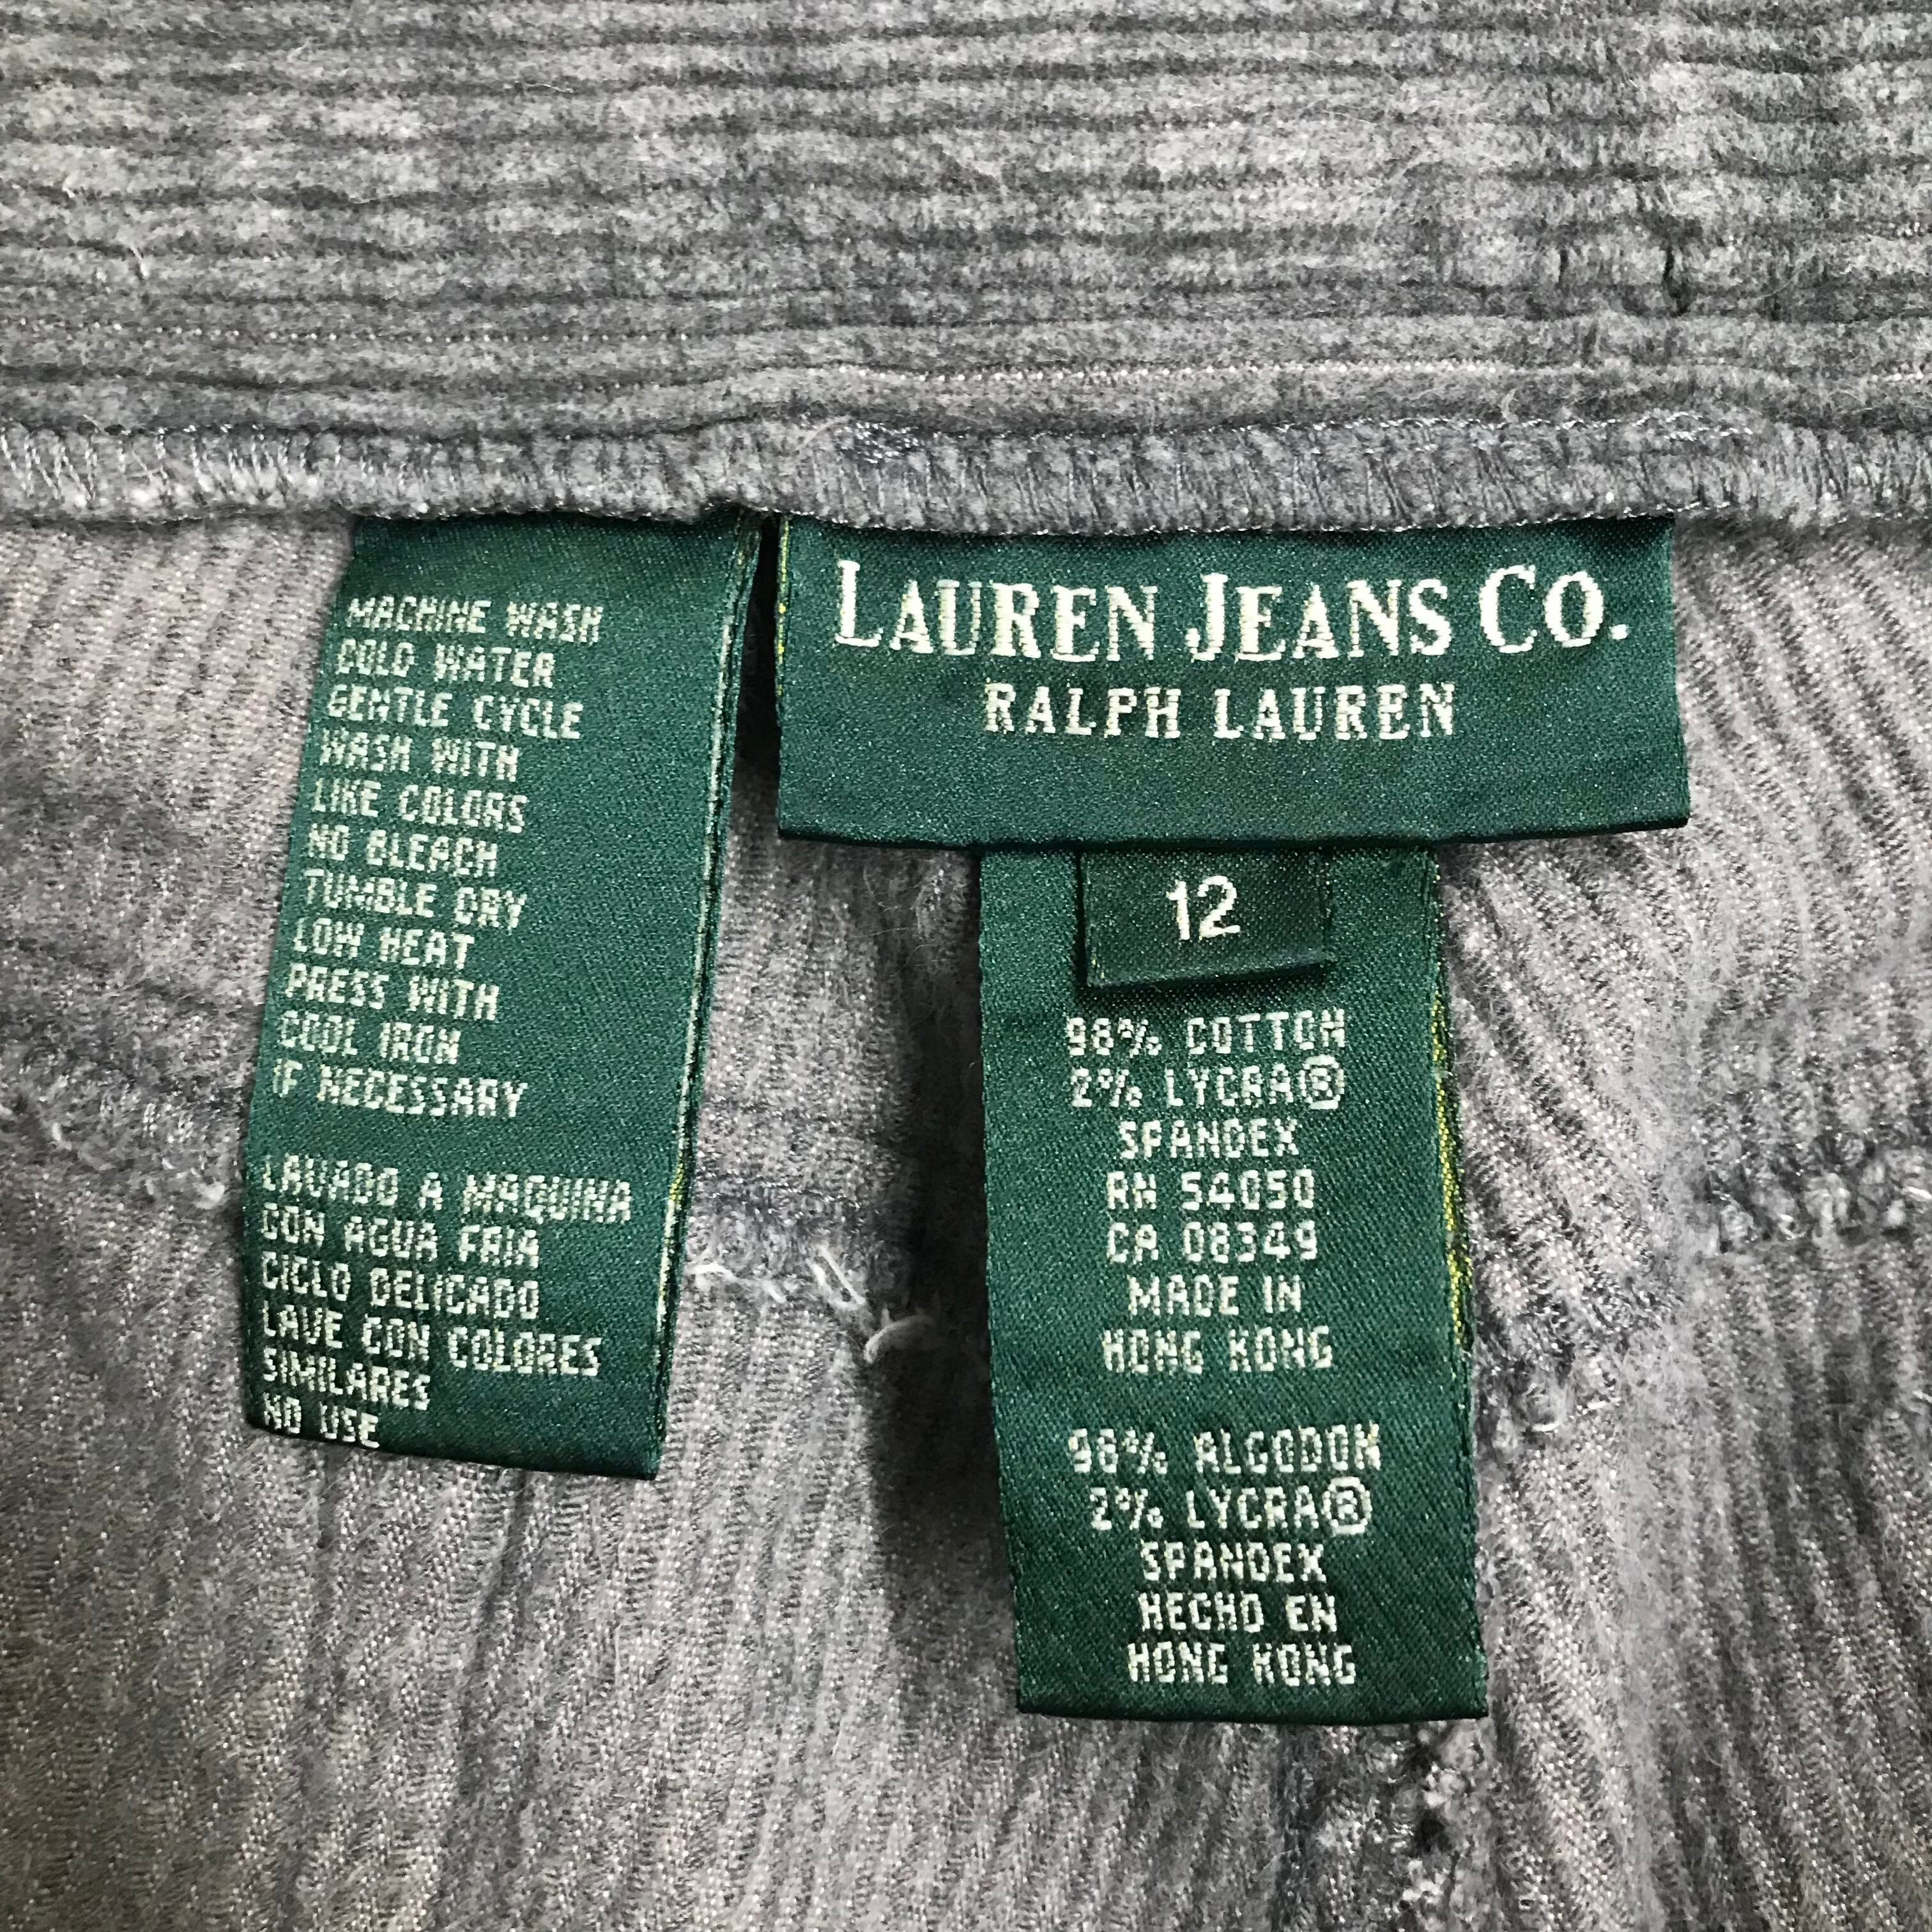 MACHINE WASH
COLD WATER
GENTLE CYCLE
WASH WITH
LIKE COLORS
NO BLEACH
TUMBLE DRY
LOW HEAT
PRESS WITH
COOL IRON
IF NECESSARY
LAVADO A MAQUINA
CON AGUA FRIA
CICLO DELICADO
LAVE CON COLORES
SIMILARES
NO USE
LAUREN JEANS CO.
RALPH LAUREN
12
98% COTTON
2% LYCRA®
SPANDEX
RN 54050
CA 08349
MADE IN
HONG KONG
98% ALGODON
2% LYCRA®
SPANDEX
HECHO EN
HONG KONG